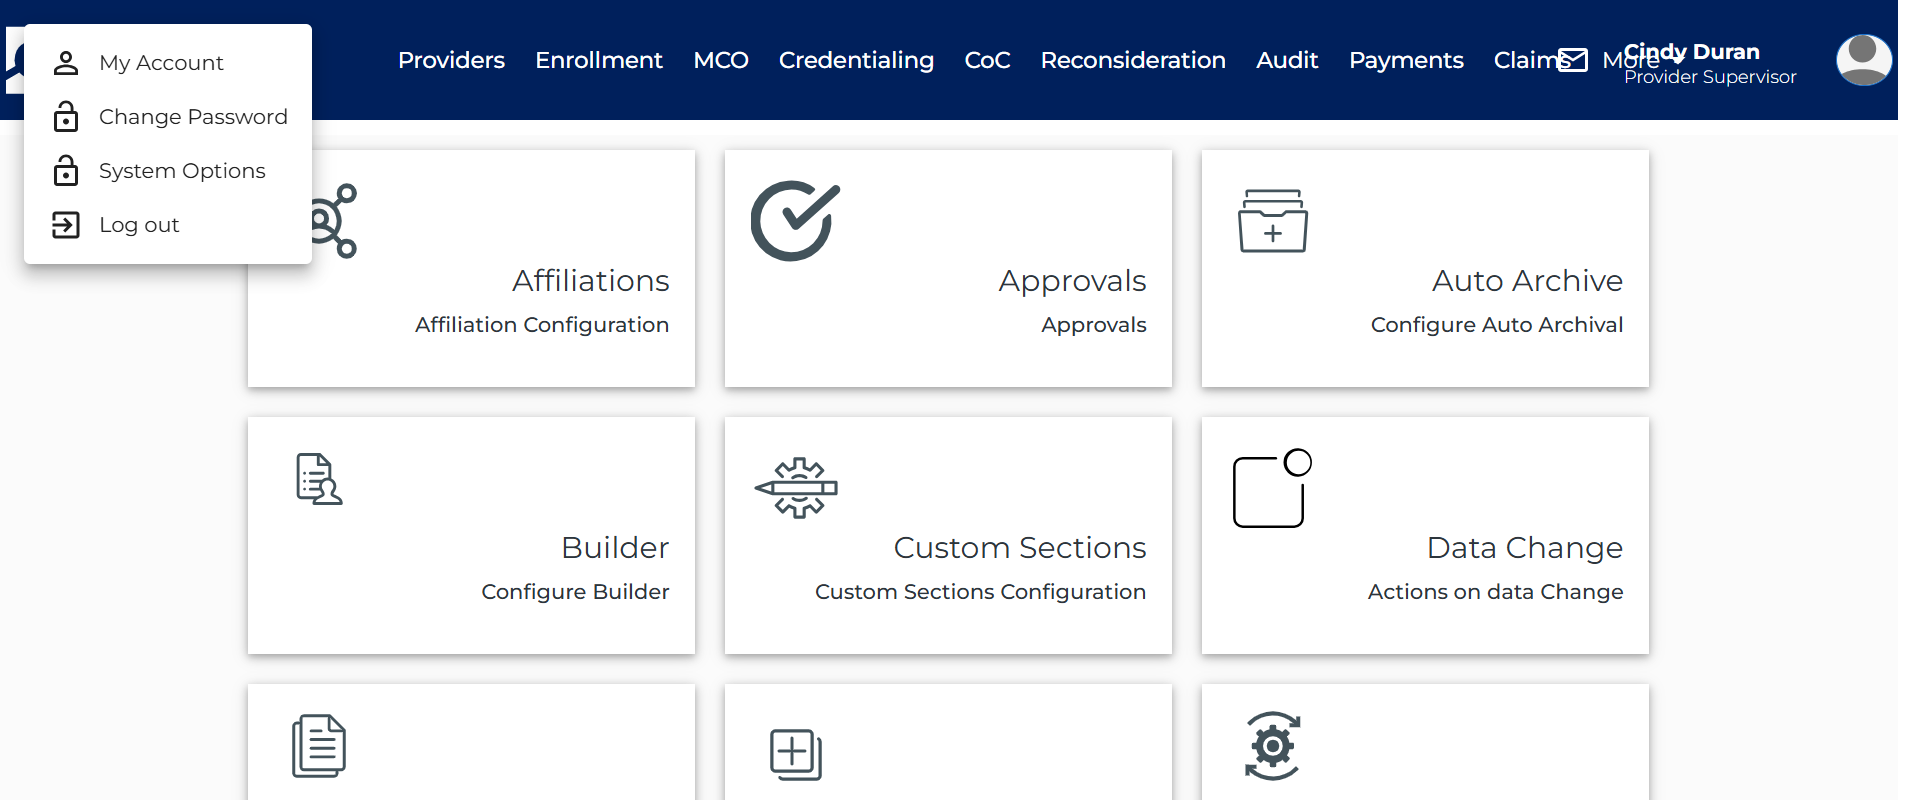 My Account
Change Password
System Options
Log out
Providers Enrollment MCO Credentialing CoC Reconsideration Audit Payments Claims More
Cindy Duran
Provider Supervisor
Affiliations
Affiliation Configuration
Approvals
Approvals
Auto Archive
Configure Auto Archival
Builder
Configure Builder
Custom Sections
Custom Sections Configuration
Data Change
Actions on data Change